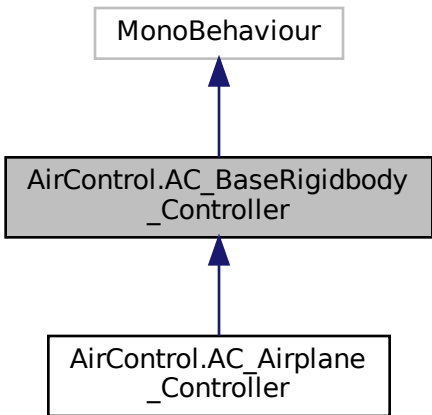 MonoBehaviour
AirControl.AC_BaseRigidbody
_Controller
AirControl.AC_Airplane
_Controller